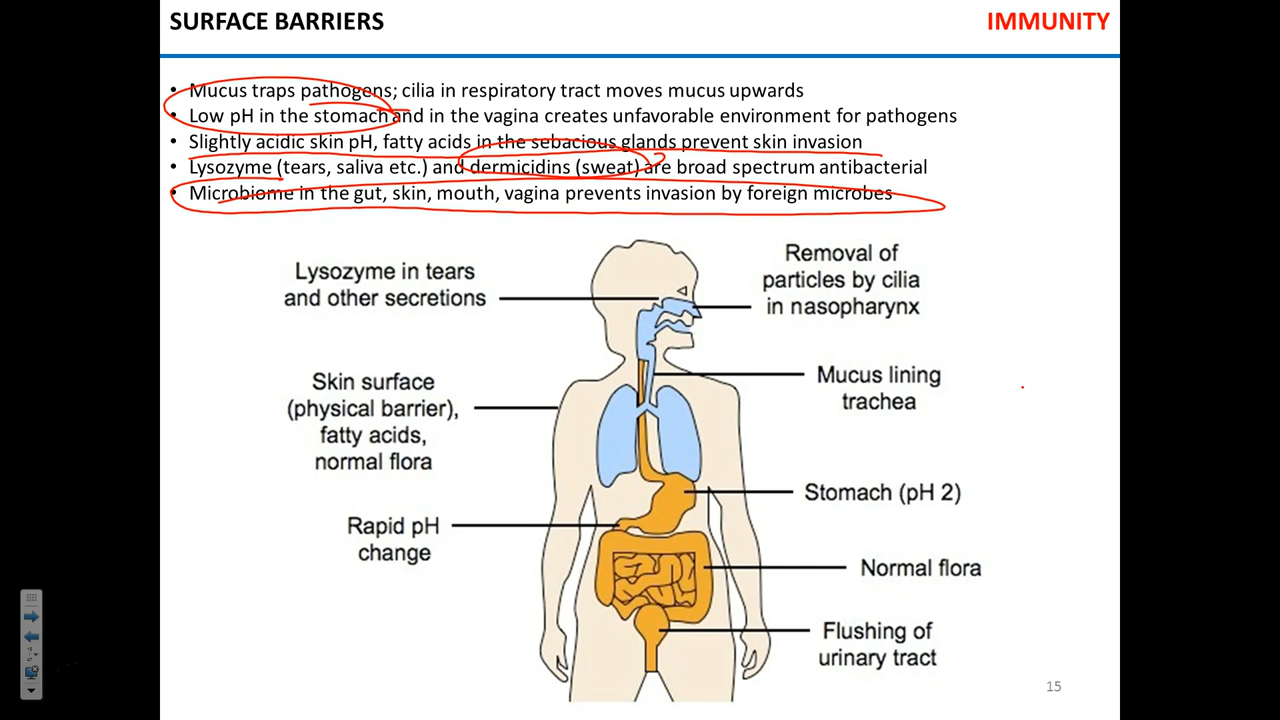 SURFACE BARRIERS
IMMUNITY
• Mucus traps pathogens; cilia in respiratory tract moves mucus upwards
• Low pH in the stomach and in the vagina creates unfavorable environment for pathogens
• Slightly acidic skin pH, fatty acids in the sebacious glands prevent skin invasion
• Lysozyme (tears, saliva etc.) and dermicidins (sweat) are broad spectrum antibacterial
• Microbiome in the gut, skin, mouth, vagina prevents invasion by foreign microbes
Lysozyme in tears
and other secretions
Removal of
particles by cilia
in nasopharynx
Skin surface
(physical barrier),
fatty acids,
normal flora
Mucus lining
trachea
Stomach (pH 2)
Rapid pH
change
Normal flora
Flushing of
urinary tract
15